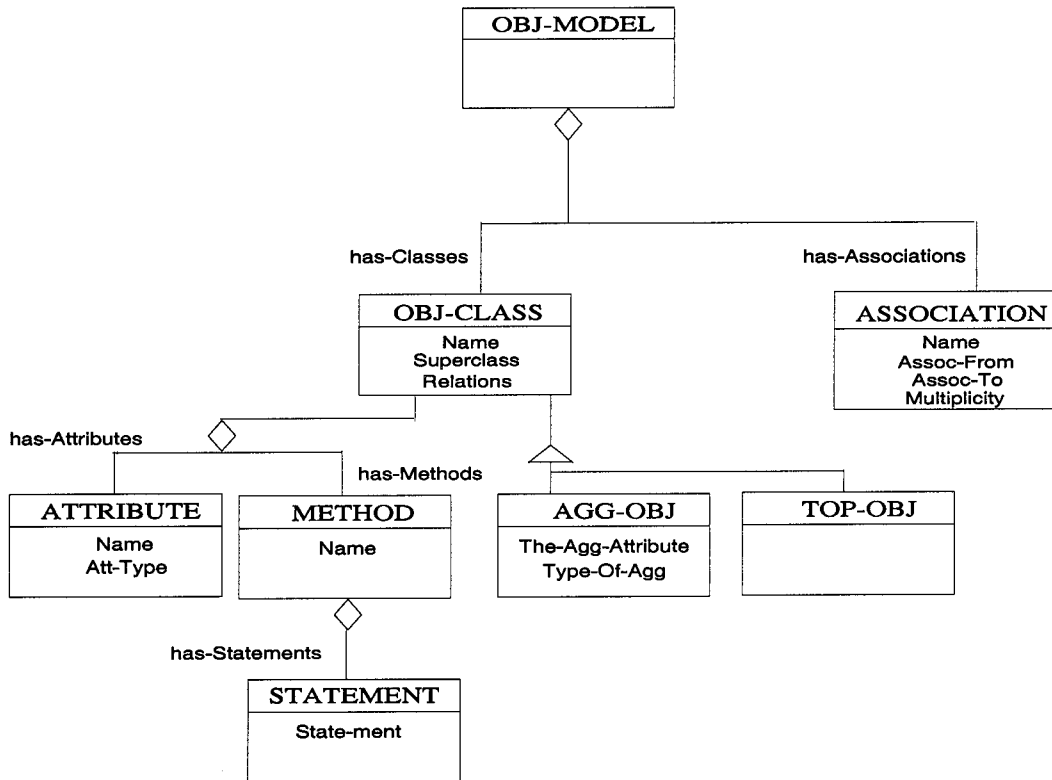 OBJ-MODEL
has-Classes
has-Associations
OBJ-CLASS
Name
Superclass
Relations
ASSOCIATION
Name
Assoc-From
Assoc-To
Multiplicity
has-Attributes
has-Methods
ATTRIBUTE
Name
Att-Type
METHOD
Name
AGG-OBJ
The-Agg-Attribute
Type-Of-Agg
TOP-OBJ
has-Statements
STATEMENT
State-ment